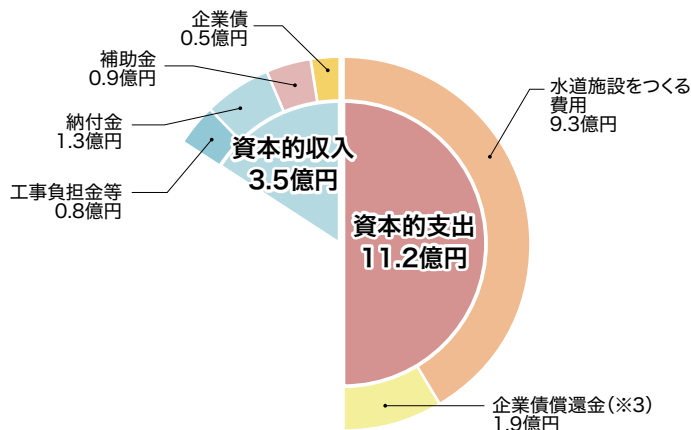 企業債
0.5億円
補助金
0.9億円
納付金
1.3億円
工事負担金等
0.8億円
資本的収入
3.5億円
水道施設をつくる
費用
9.3億円
資本的支出
11.2億円
企業債償還金(※3)
1.9億円